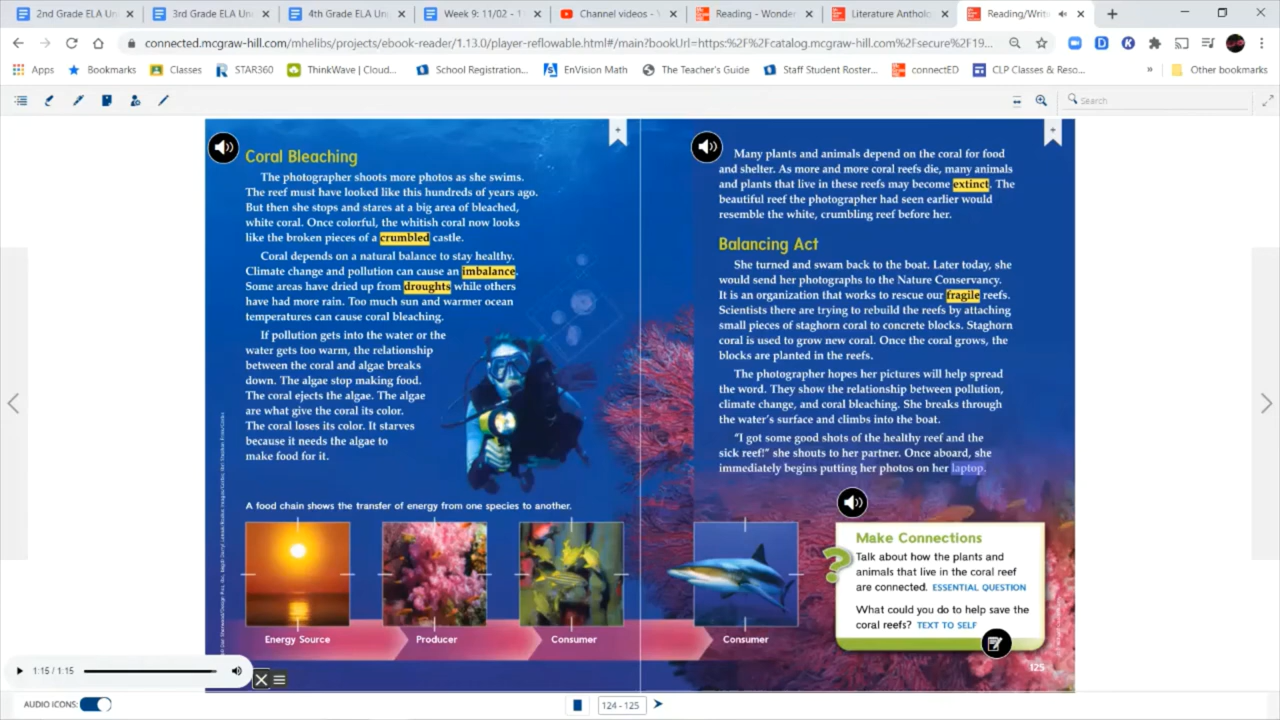 2nd Grade ELA Un
3rd Grade ELA Un
4th Grade ELA Un
Week 9: 11/02 - 1
Channel videos - 
Reading - Wonder
Literature Anthol
Reading/Writ
connected.mcgraw-hill.com/mhelibs/projects/ebook-reader/1.13.0/player-reflowable.html#/main?bookUrl=https:%2F%2Fcatalog.mcgraw-hill.com%2Fsecure%2F19...
Apps
Bookmarks
Classes
STAR360
ThinkWave | Cloud...
School Registration...
EnVision Math
The Teacher's Guide
Staff Student Roster...
connectED
CLP Classes & Reso...
Other bookmarks
Search
Coral Bleaching
The photographer shoots more photos as she swims.
The reef must have looked like this hundreds of years ago.
But then she stops and stares at a big area of bleached,
white coral. Once colorful, the whitish coral now looks
like the broken pieces of a crumbled castle.
Coral depends on a natural balance to stay healthy.
Climate change and pollution can cause an imbalance.
Some areas have dried up from droughts while others
have had more rain. Too much sun and warmer ocean
temperatures can cause coral bleaching.
If pollution gets into the water or the
water gets too warm, the relationship
between the coral and algae breaks
down. The algae stop making food.
The coral ejects the algae. The algae
are what give the coral its color.
The coral loses its color. It starves
because it needs the algae to
make food for it.
A food chain shows the transfer of energy from one species to another.
Energy Source
Producer
Consumer
Many plants and animals depend on the coral for food
and shelter. As more and more coral reefs die, many animals
and plants that live in these reefs may become extinct. The
beautiful reef the photographer had seen earlier would
resemble the white, crumbling reef before her.
Balancing Act
She turned and swam back to the boat. Later today, she
would send her photographs to the Nature Conservancy.
It is an organization that works to rescue our fragile reefs.
Scientists there are trying to rebuild the reefs by attaching
small pieces of staghorn coral to concrete blocks. Staghorn
coral is used to grow new coral. Once the coral grows, the
blocks are planted in the reefs.
The photographer hopes her pictures will help spread
the word. They show the relationship between pollution,
climate change, and coral bleaching. She breaks through
the water's surface and climbs into the boat.
"I got some good shots of the healthy reef and the
sick reef!" she shouts to her partner. Once aboard, she
immediately begins putting her photos on her laptop.
Consumer
Make Connections
Talk about how the plants and
animals that live in the coral reef
are connected. ESSENTIAL QUESTION
What could you do to help save the
coral reefs? TEXT TO SELF
125
1:15 / 1:15
AUDIO ICONS:
124 - 125